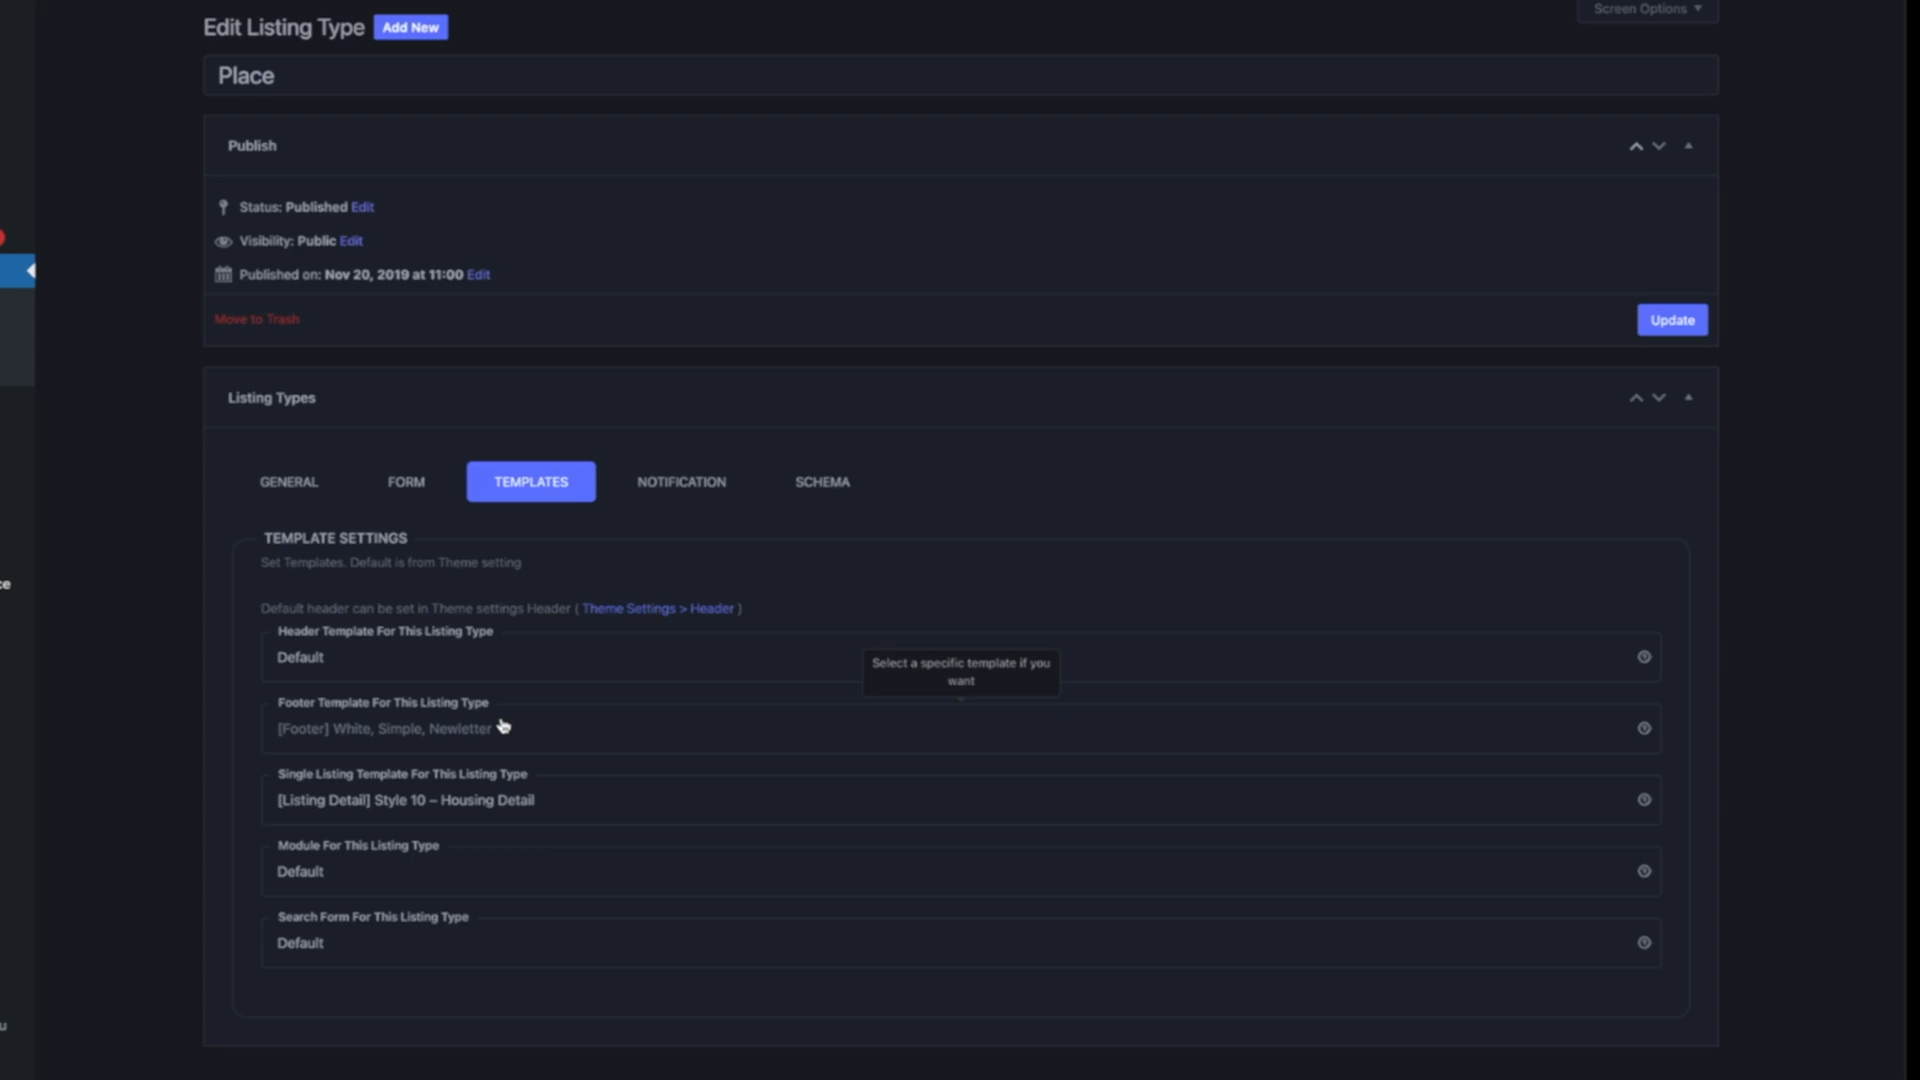 Screen Options
Edit Listing Type Add New
Place
Publish
Status: Published Edit
Visibility: Public Edit
Published on: Nov 20, 2019 at 11:00 Edit
Move to Trash
Update
Listing Types
GENERAL FORM TEMPLATES NOTIFICATION SCHEMA
TEMPLATE SETTINGS
Set Templates. Default is from Theme setting
Default header can be set in Theme settings Header ( Theme Settings > Header )
Header Template For This Listing Type
Default
Select a specific template if you
want
Footer Template For This Listing Type
[Footer] White, Simple, Newletter
Single Listing Template For This Listing Type
[Listing Detail] Style 10 – Housing Detail
Module For This Listing Type
Default
Search Form For This Listing Type
Default